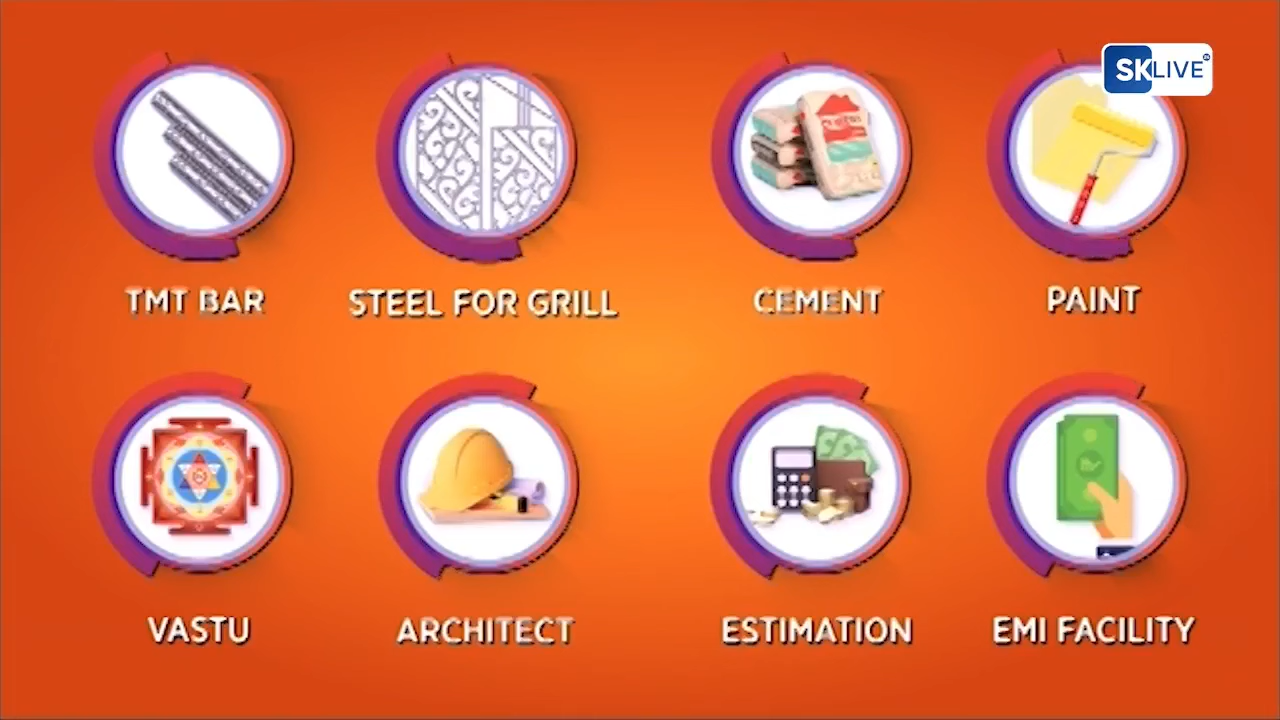 SKLIVE
TMT BAR
STEEL FOR GRILL
CEMENT
PAINT
VASTU
ARCHITECT
ESTIMATION
EMI FACILITY